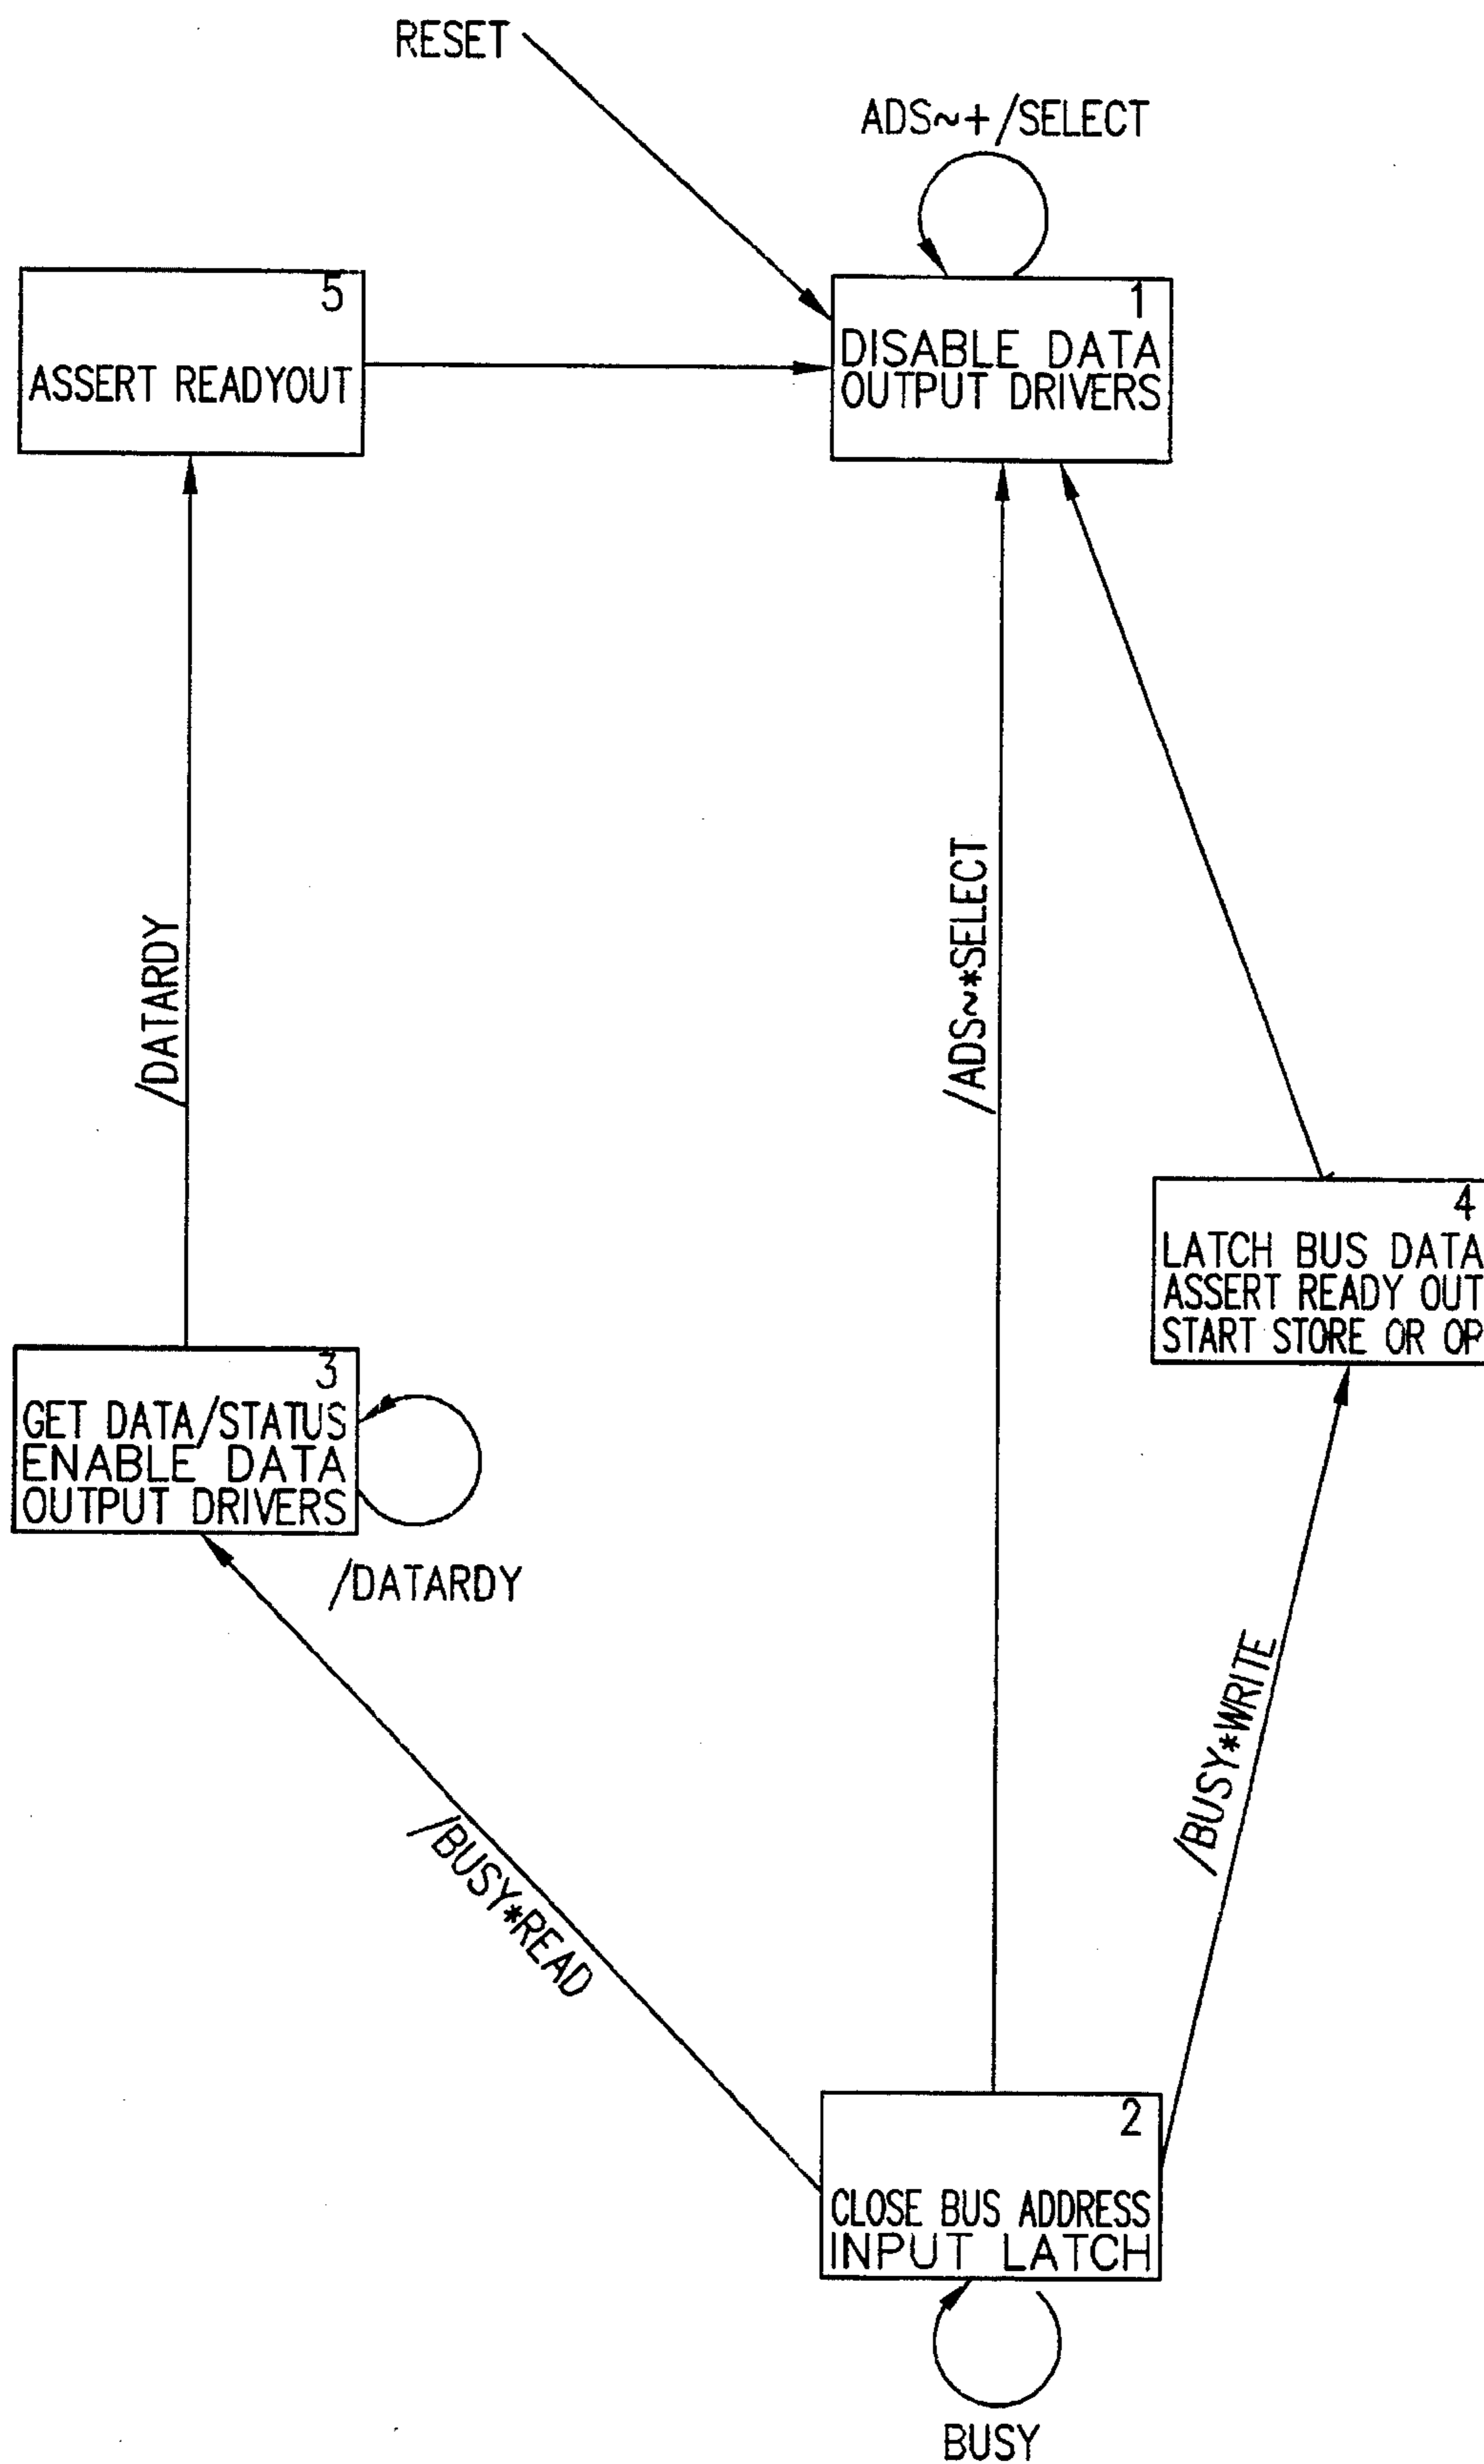 RESET
ADS~+/SELECT
5
ASSERT READYOUT
1
DISABLE DATA
OUTPUT DRIVERS
/DATARDY
/ADS~*SELECT
4
LATCH BUS DATA
ASSERT READY OUT
START STORE OR OP
3
GET DATA/STATUS
ENABLE DATA
OUTPUT DRIVERS
/DATARDY
/BUSY*READ
/BUSY*WRITE
2
CLOSE BUS ADDRESS
INPUT LATCH
BUSY